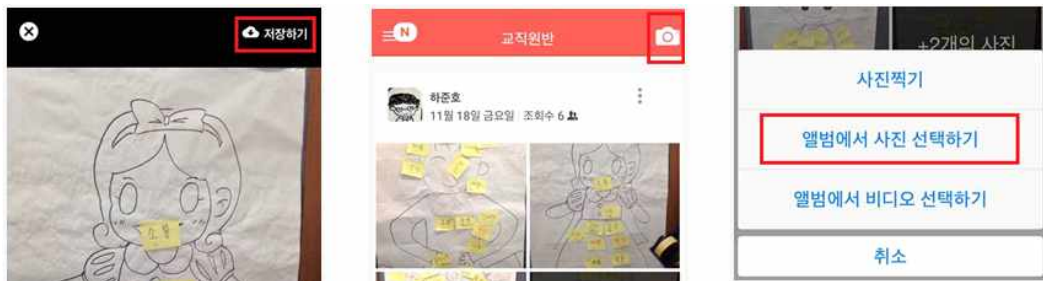 저장하기
소뿔
N
교직원반
하준호
11월 18일 금요일 조회수 6
+2개의 사진
사진찍기
앨범에서 사진 선택하기
앨범에서 비디오 선택하기
취소